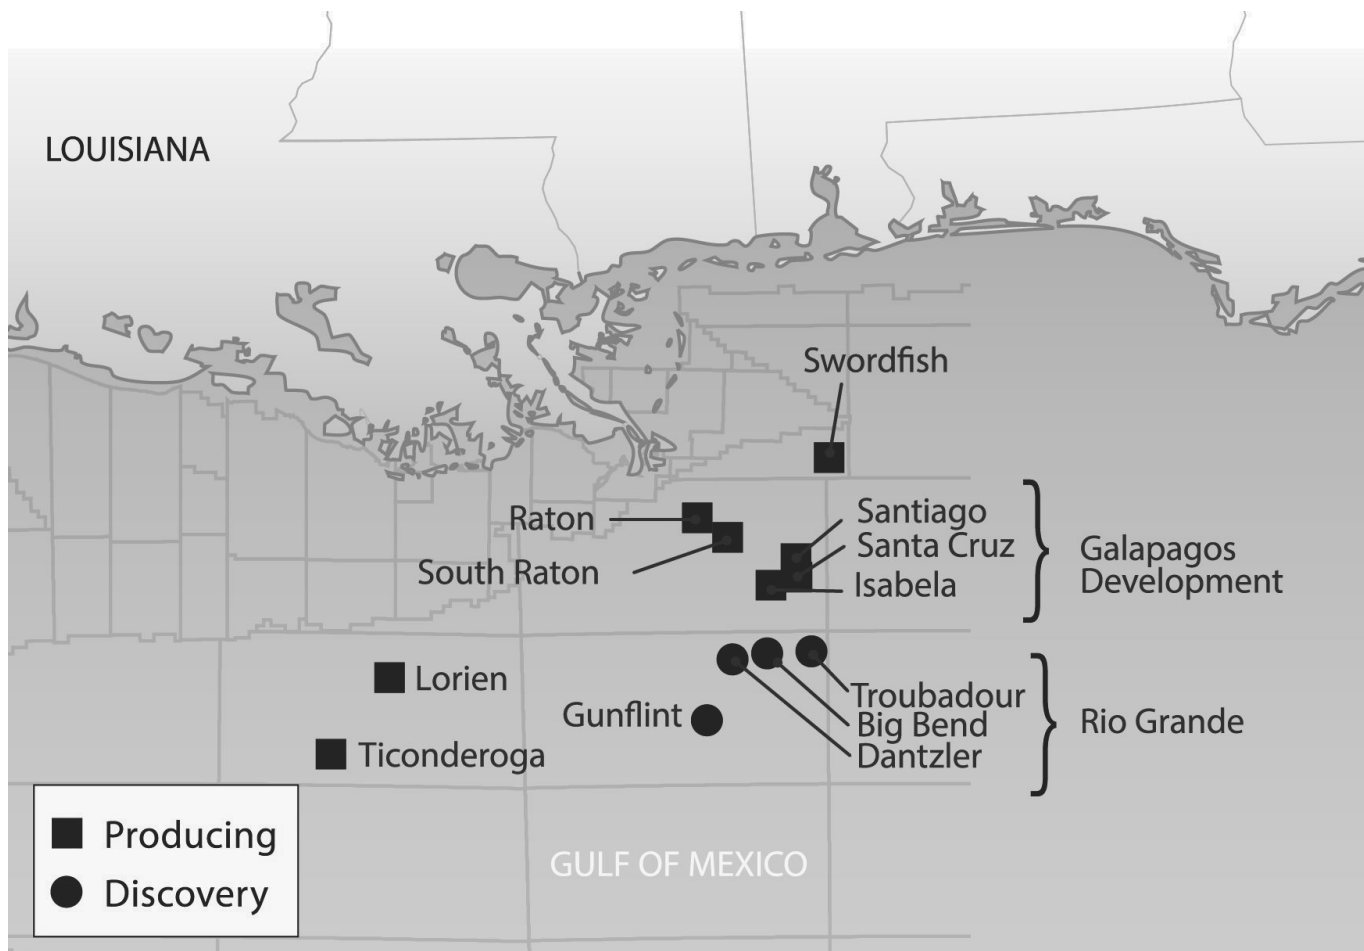 LOUISIANA
Swordfish
Raton
South Raton
Santiago
Santa Cruz
Isabela
Galapagos
Development
Lorien
Ticonderoga
Gunflint
Troubadour
Big Bend
Dantzler
Rio Grande
Producing
Discovery
GULF OF MEXICO